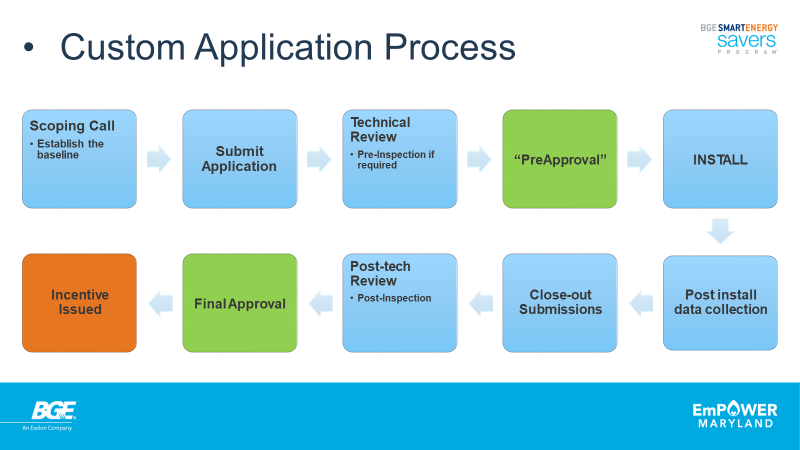 • Custom Application Process
BGE SMARTENERGY
savers
PROGRAM
Scoping Call
• Establish the
baseline
Submit
Application
Technical
Review
• Pre-Inspection if
required
“PreApproval”
INSTALL
Post install
data collection
Close-out
Submissions
Post-tech
Review
• Post-Inspection
Final Approval
Incentive
Issued
BGE®
An Exelon Company
EmPOWER
MARYLAND